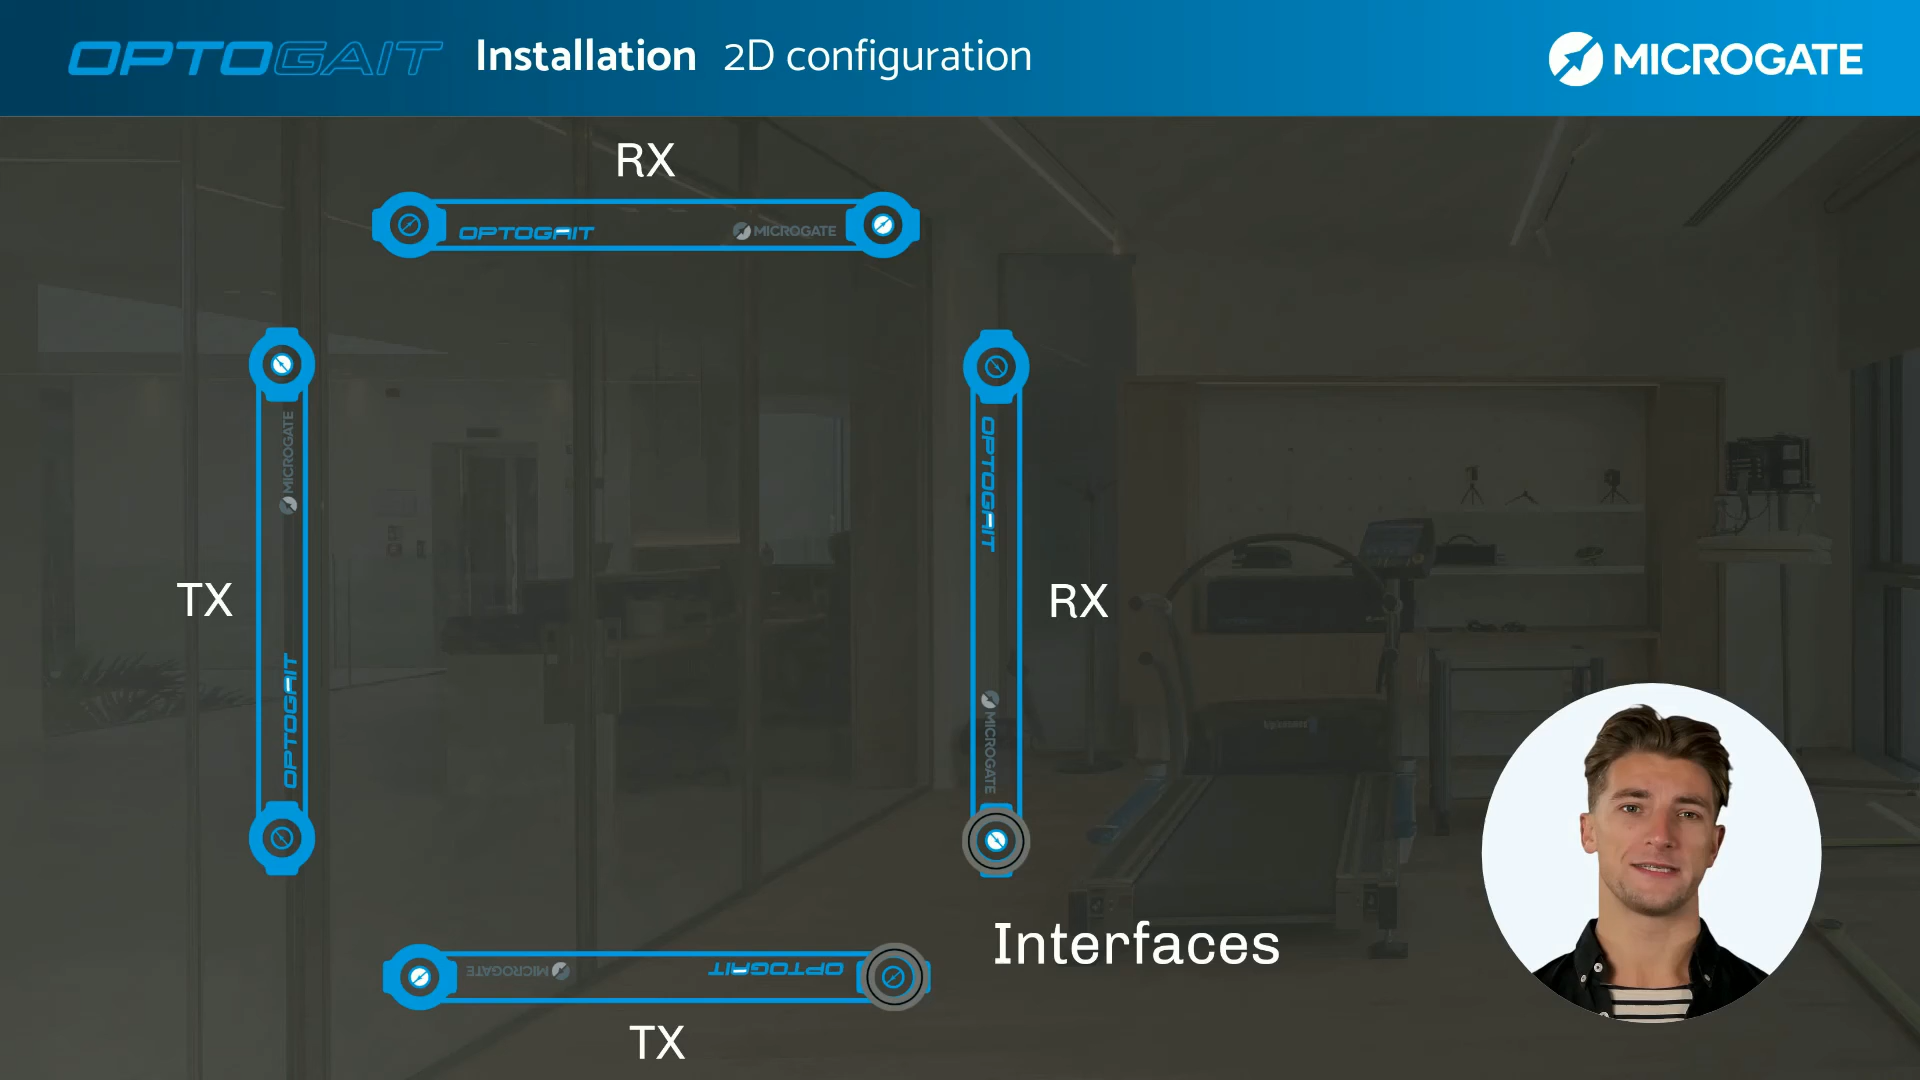 OPTOGAIT Installation 2D configuration MICROGATE
RX
OPTOGAIT MICROGATE
MICROGATE
OPTOGAIT
TX
OPTOGAIT
MICROGATE
RX
Interfaces
MICROGATE OPTOGAIT
TX